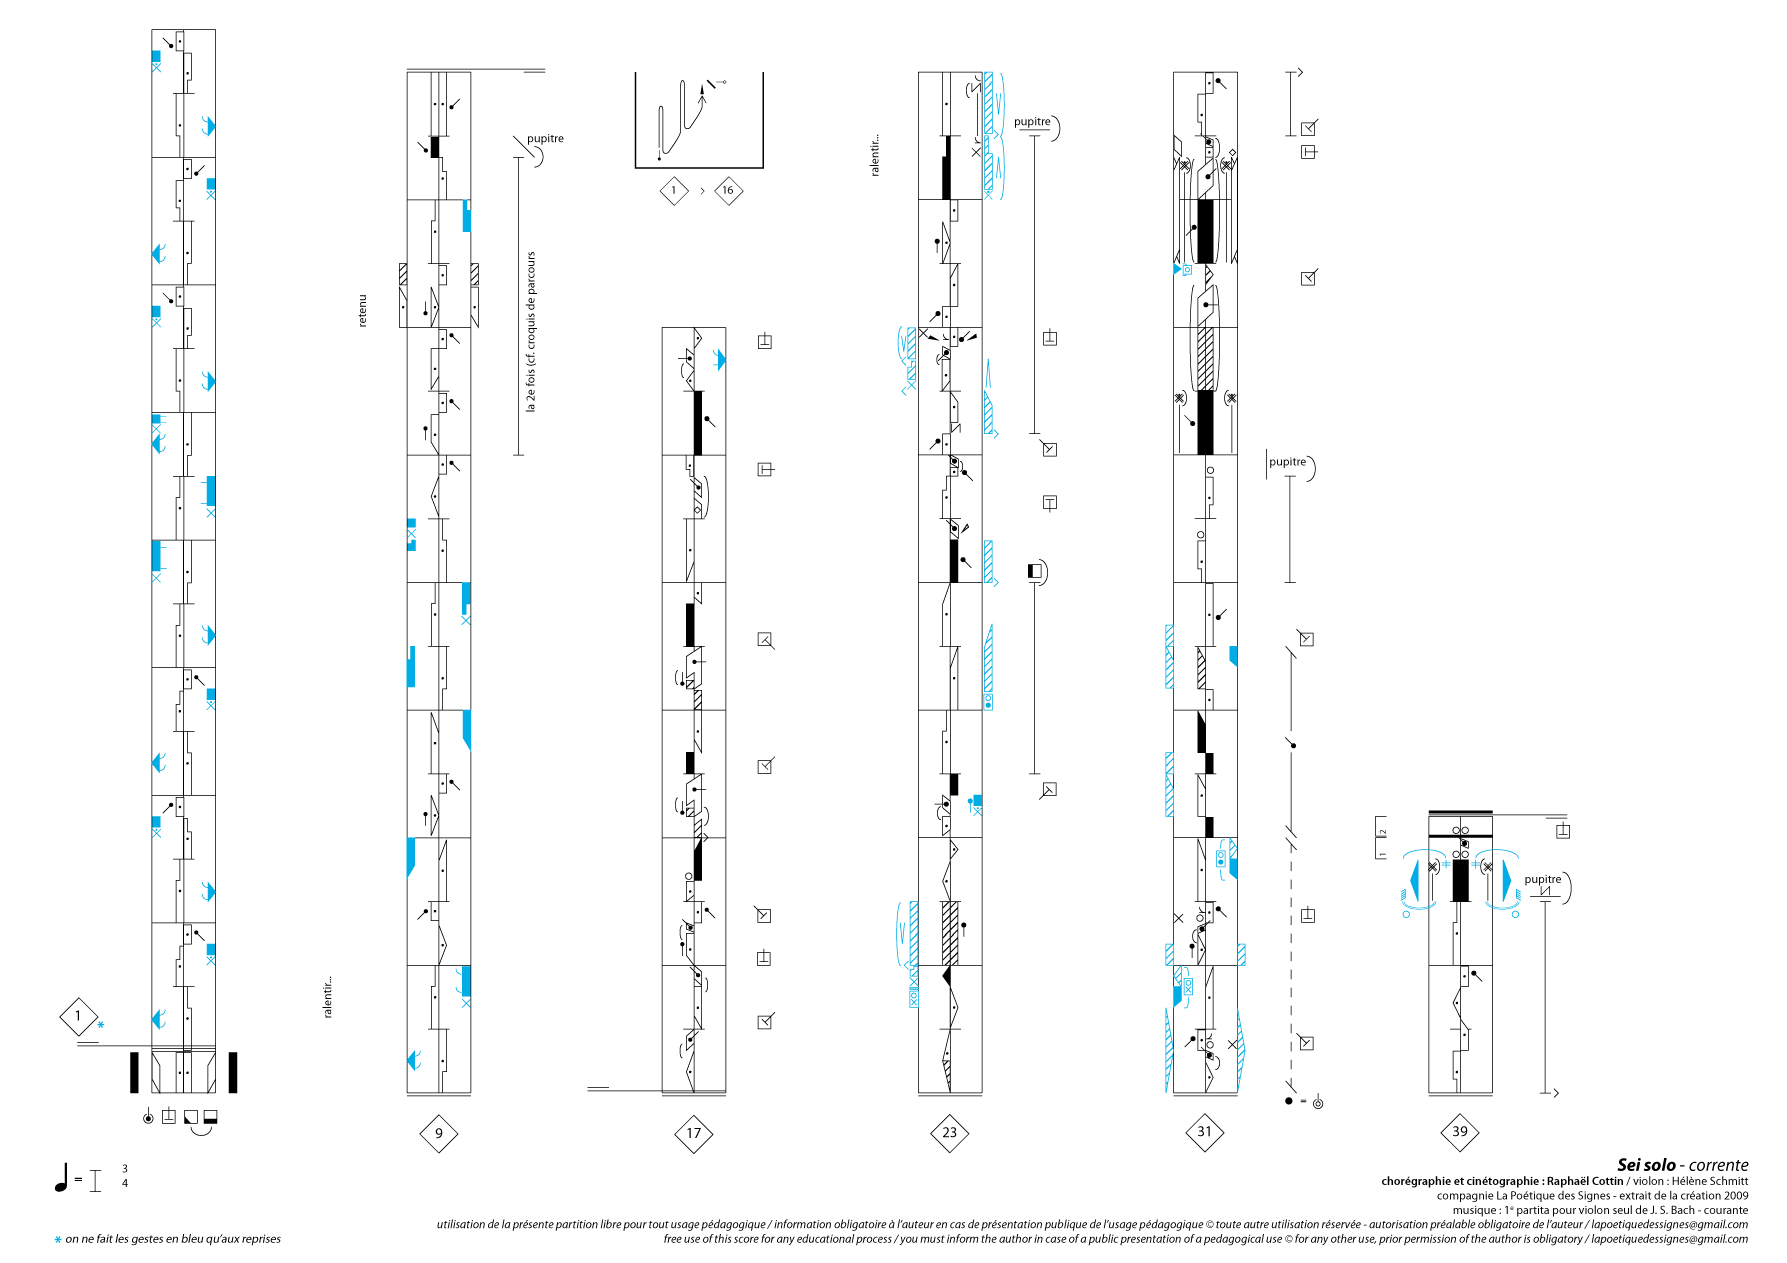 pupitre
la 2e fois (cf. croquis de parcours
retenu
ralentir...
1 > 16
ralentir...
pupitre
pupitre
pupitre
1 2
1
*
9
17
23
31
39
=
= 3
4
Sei solo - corrente
chorégraphie et cinétographie : Raphaël Cottin / violon : Hélène Schmitt
compagnie La Poétique des Signes - extrait de la création 2009
musique : 1e partita pour violon seul de J. S. Bach - courante
utilisation de la présente partition libre pour tout usage pédagogique / information obligatoire à l'auteur en cas de présentation publique de l'usage pédagogique © toute autre utilisation réservée - autorisation préalable obligatoire de l'auteur / lapoetiquedessignes@gmail.com
* on ne fait les gestes en bleu qu'aux reprises
free use of this score for any educational process / you must inform the author in case of a public presentation of a pedagogical use © for any other use, prior permission of the author is obligatory / lapoetiquedessignes@gmail.com